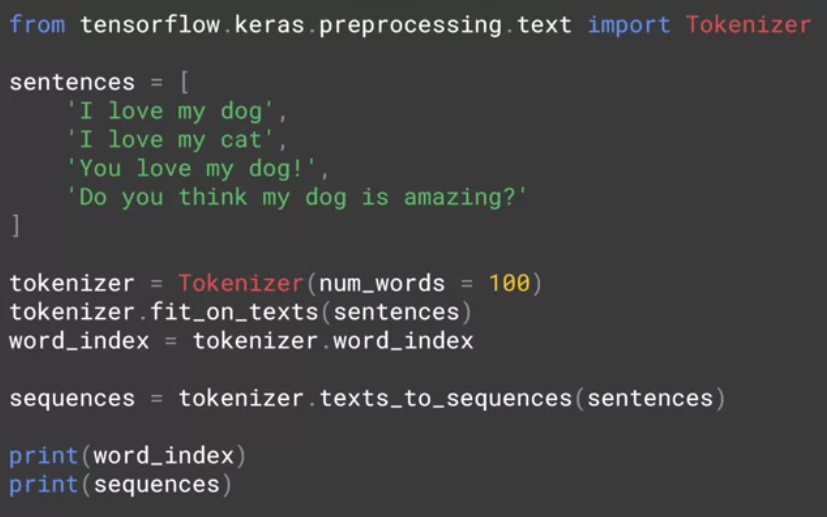 from tensorflow.keras.preprocessing.text import Tokenizer
sentences = [
    'I love my dog',
    'I love my cat',
    'You love my dog!',
    'Do you think my dog is amazing?'
]
tokenizer = Tokenizer(num_words = 100)
tokenizer.fit_on_texts(sentences)
word_index = tokenizer.word_index
sequences = tokenizer.texts_to_sequences(sentences)
print(word_index)
print(sequences)